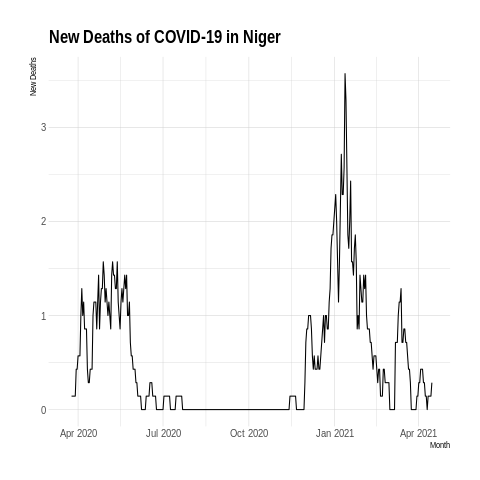 New Deaths of COVID-19 in Niger
New Deaths
3
2
1
0
Apr 2020 Jul 2020 Oct 2020 Jan 2021 Apr 2021
Month